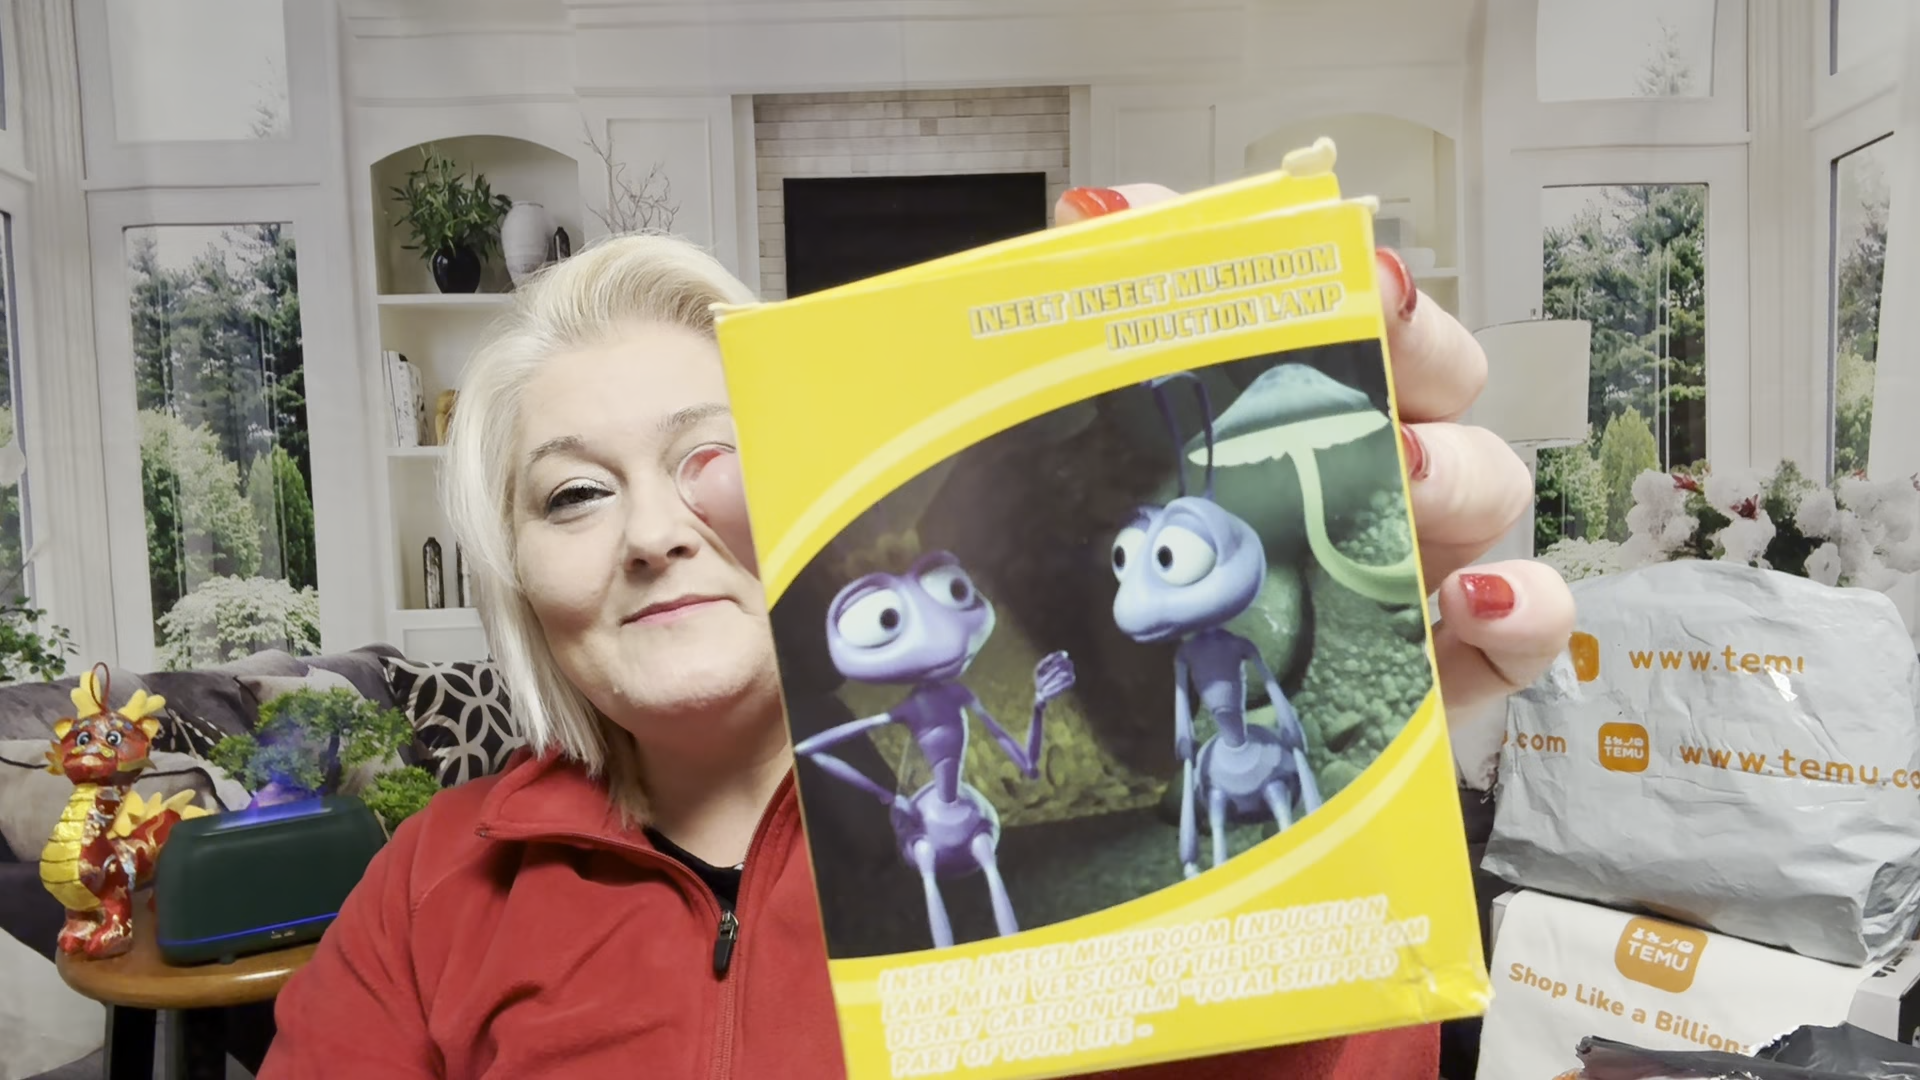 INSECT INSECT MUSHROOM
INDUCTION LAMP
INSECT INSECT MUSHROOM INDUCTION
LAMP MINI VERSION OF THE DESIGN FROM
DISNEY CARTOON FILM "TOTAL SHIPPED
PART OF YOUR LIFE"
www.temu
.com
TEMU
www.temu.co
TEMU
Shop Like a Billion